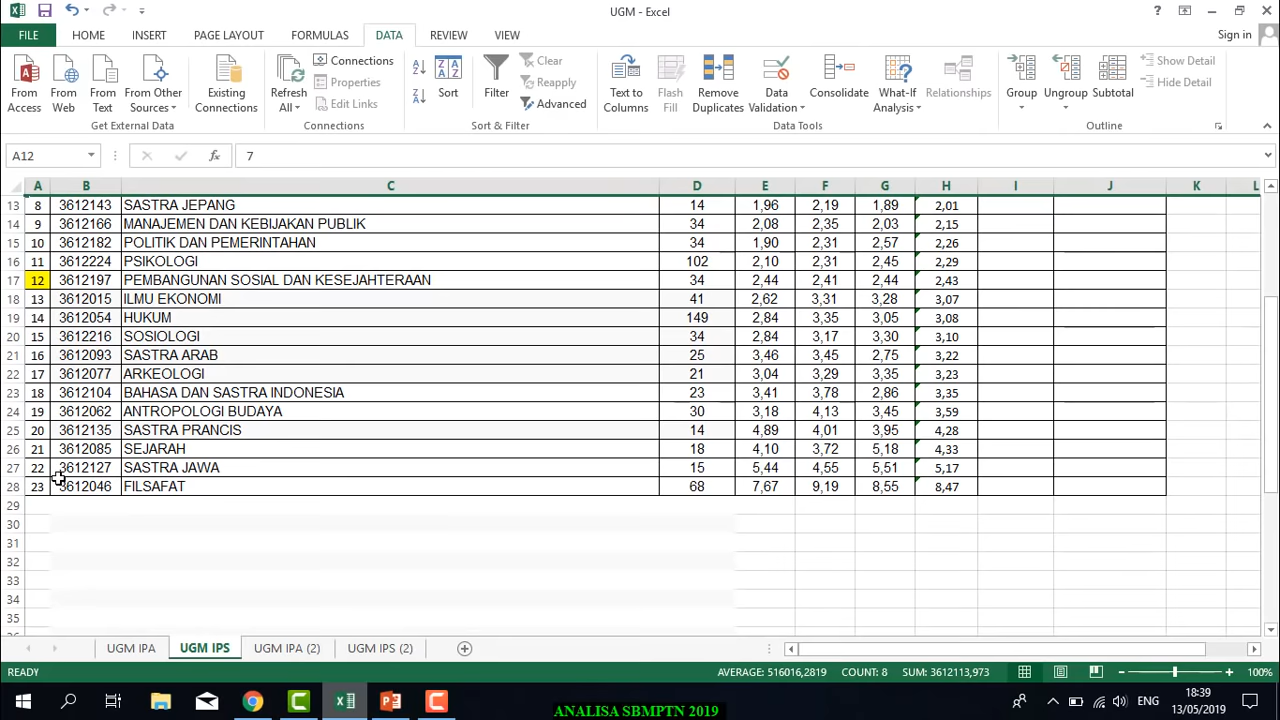 UGM - Excel
FILE HOME INSERT PAGE LAYOUT FORMULAS DATA REVIEW VIEW Sign in
From Access
From Web
From Text
From Other Sources
Existing Connections
Refresh All
Connections
Properties
Edit Links
Sort
Filter
Clear
Reapply
Advanced
Text to Columns
Flash Fill
Remove Duplicates
Data Validation
Consolidate
What-If Analysis
Relationships
Group
Ungroup
Subtotal
Show Detail
Hide Detail
Get External Data Connections Sort & Filter Data Tools Outline
A12 7
A B C D E F G H I J K L
13 8 3612143 SASTRA JEPANG 14 1,96 2,19 1,89 2,01
14 9 3612166 MANAJEMEN DAN KEBIJAKAN PUBLIK 34 2,08 2,35 2,03 2,15
15 10 3612182 POLITIK DAN PEMERINTAHAN 34 1,90 2,31 2,57 2,26
16 11 3612224 PSIKOLOGI 102 2,10 2,31 2,45 2,29
17 12 3612197 PEMBANGUNAN SOSIAL DAN KESEJAHTERAAN 34 2,44 2,41 2,44 2,43
18 13 3612015 ILMU EKONOMI 41 2,62 3,31 3,28 3,07
19 14 3612054 HUKUM 149 2,84 3,35 3,05 3,08
20 15 3612216 SOSIOLOGI 34 2,84 3,17 3,30 3,10
21 16 3612093 SASTRA ARAB 25 3,46 3,45 2,75 3,22
22 17 3612077 ARKEOLOGI 21 3,04 3,29 3,35 3,23
23 18 3612104 BAHASA DAN SASTRA INDONESIA 23 3,41 3,78 2,86 3,35
24 19 3612062 ANTROPOLOGI BUDAYA 30 3,18 4,13 3,45 3,59
25 20 3612135 SASTRA PRANCIS 14 4,89 4,01 3,95 4,28
26 21 3612085 SEJARAH 18 4,10 3,72 5,18 4,33
27 22 3612127 SASTRA JAWA 15 5,44 4,55 5,51 5,17
28 23 3612046 FILSAFAT 68 7,67 9,19 8,55 8,47
29
30
31
32
33
34
35
UGM IPA UGM IPS UGM IPA (2) UGM IPS (2)
READY AVERAGE: 516016,2819 COUNT: 8 SUM: 3612113,973 100%
ENG 18:39
13/05/2019
ANALISA SBMPTN 2019